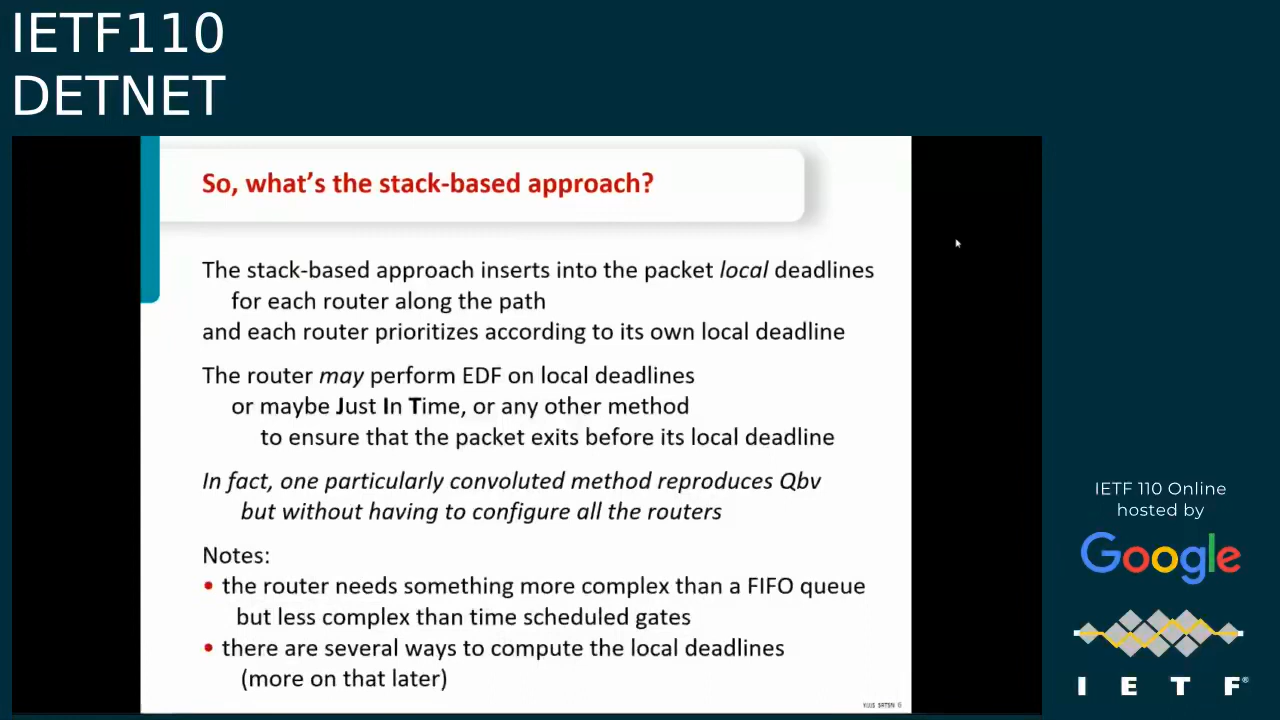 IETF110
DETNET
So, what's the stack-based approach?
The stack-based approach inserts into the packet local deadlines
for each router along the path
and each router prioritizes according to its own local deadline
The router may perform EDF on local deadlines
or maybe Just In Time, or any other method
to ensure that the packet exits before its local deadline
In fact, one particularly convoluted method reproduces Qbv
but without having to configure all the routers
Notes:
• the router needs something more complex than a FIFO queue
but less complex than time scheduled gates
• there are several ways to compute the local deadlines
(more on that later)
IETF 110 Online
hosted by
Google
I E T F®